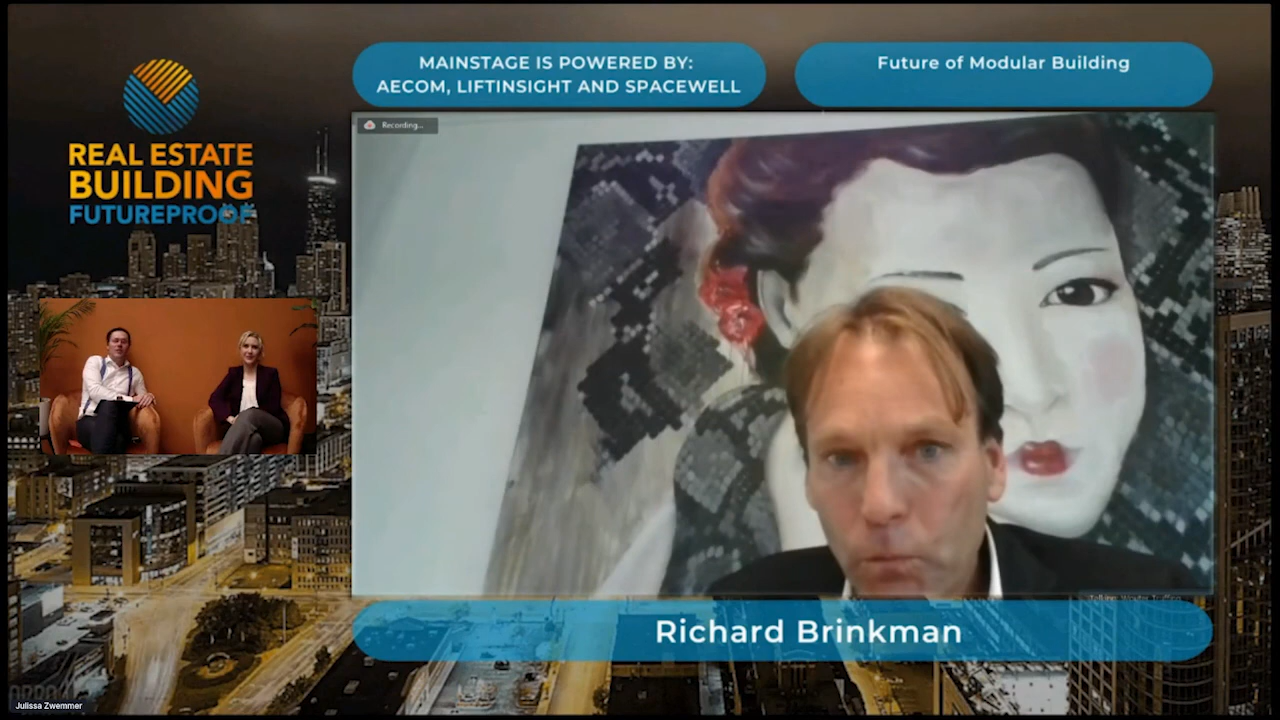 MAINSTAGE IS POWERED BY:
AECOM, LIFTINSIGHT AND SPACEWELL
Future of Modular Building
Recording...
REAL ESTATE
BUILDING
FUTUREPROOF
Richard Brinkman
Julissa Zwemmer